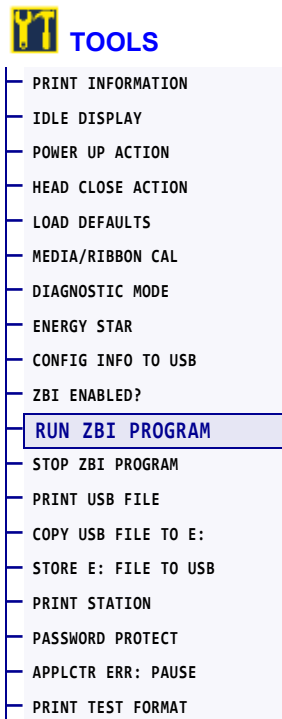 TOOLS
PRINT INFORMATION
IDLE DISPLAY
POWER UP ACTION
HEAD CLOSE ACTION
LOAD DEFAULTS
MEDIA/RIBBON CAL
DIAGNOSTIC MODE
ENERGY STAR
CONFIG INFO TO USB
ZBI ENABLED?
RUN ZBI PROGRAM
STOP ZBI PROGRAM
PRINT USB FILE
COPY USB FILE TO E:
STORE E: FILE TO USB
PRINT STATION
PASSWORD PROTECT
APPLCTR ERR: PAUSE
PRINT TEST FORMAT